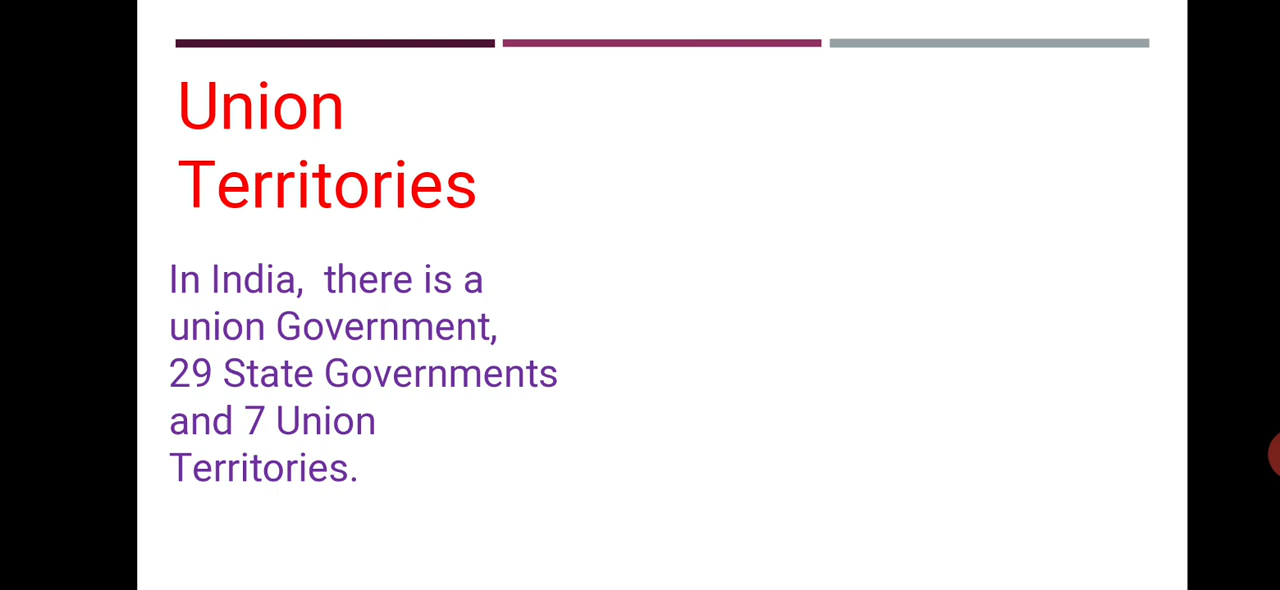 Union
Territories
In India,  there is a
union Government,
29 State Governments
and 7 Union
Territories.